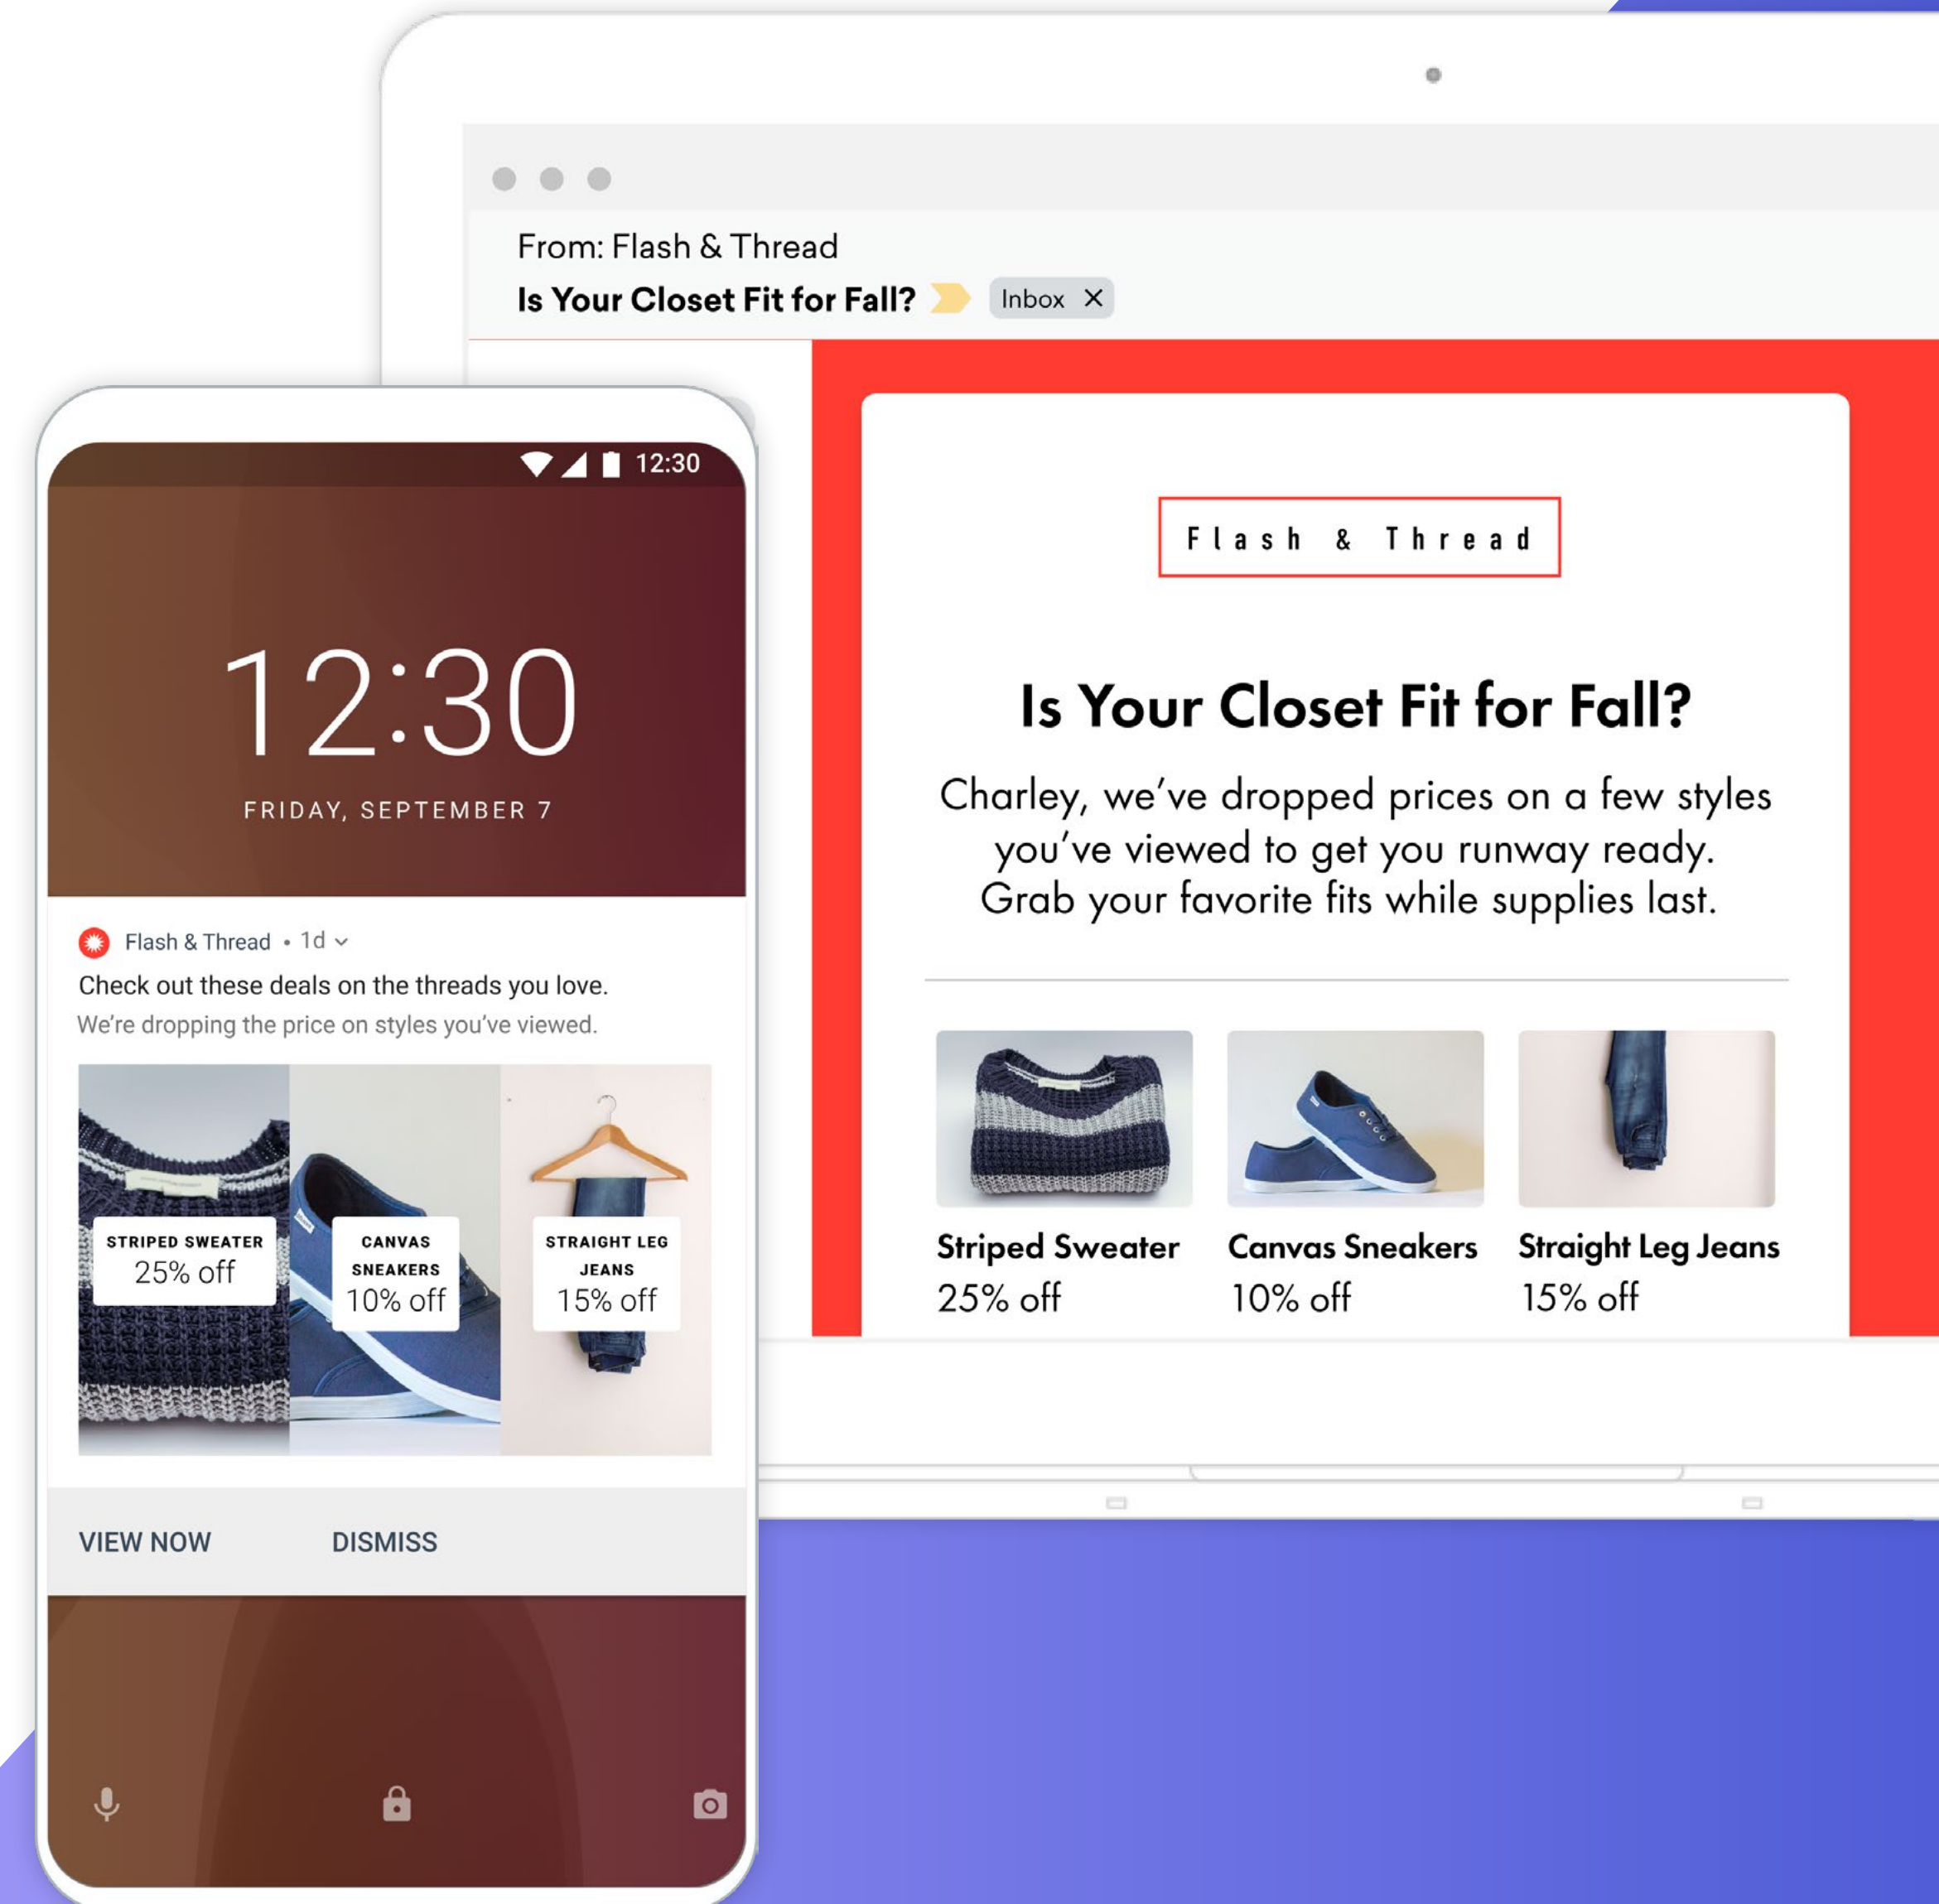 From: Flash & Thread
Is Your Closet Fit for Fall?
Inbox
Flash & Thread
Is Your Closet Fit for Fall?
Charley, we've dropped prices on a few styles
you've viewed to get you runway ready.
Grab your favorite fits while supplies last.
Striped Sweater
25% off
Canvas Sneakers
10% off
Straight Leg Jeans
15% off
12:30
12:30
FRIDAY, SEPTEMBER 7
Flash & Thread • 1d
Check out these deals on the threads you love.
We're dropping the price on styles you've viewed.
STRIPED SWEATER
25% off
CANVAS
SNEAKERS
10% off
STRAIGHT LEG
JEANS
15% off
VIEW NOW
DISMISS